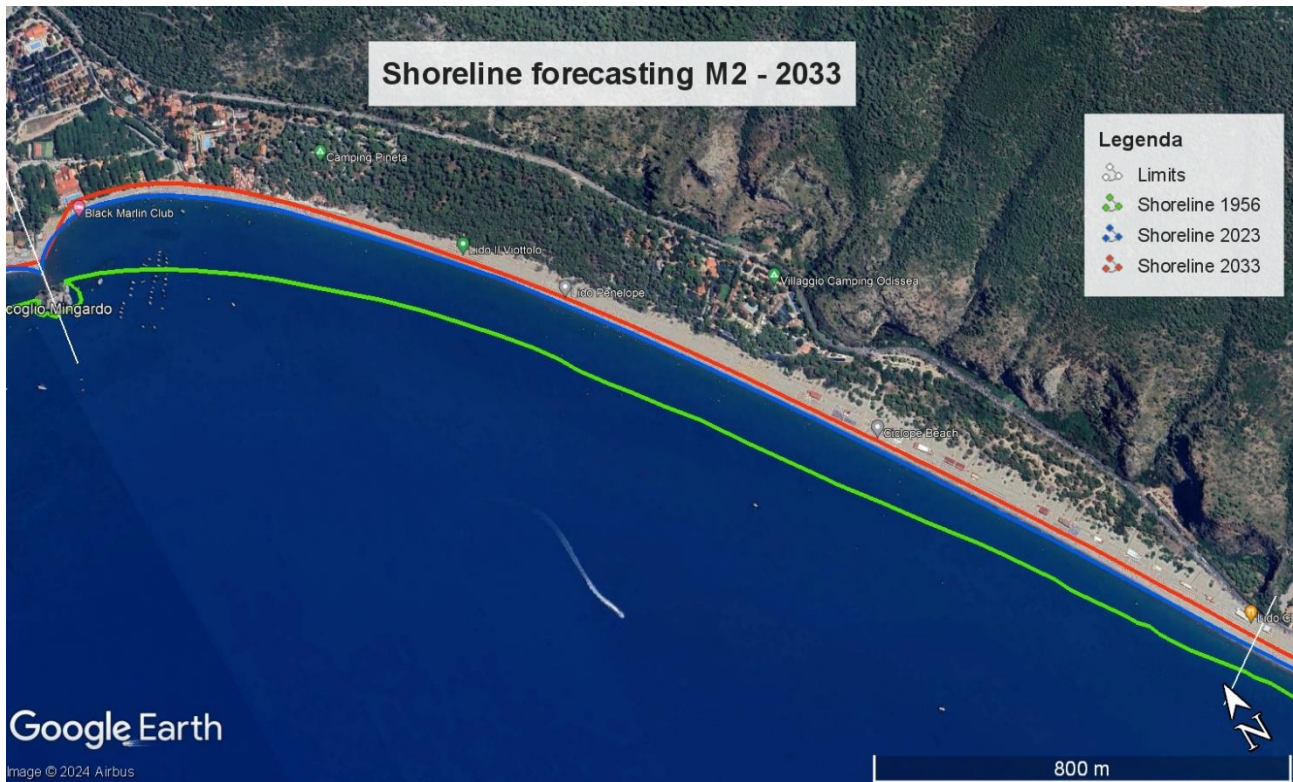 Shoreline forecasting M2 - 2033
Legenda
Limits
Shoreline 1956
Shoreline 2023
Shoreline 2033
Camping Pineta
Black Marlin Club
Lido Il Viottolo
Lido Penelope
Villaggio Camping Odissea
coglio Mingardo
Ciclope Beach
Lido C
N
Google Earth
Image © 2024 Airbus
800 m